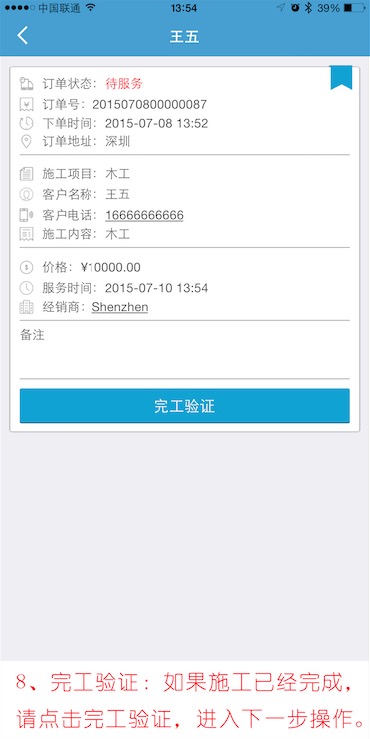 中国联通 13:54 39%
王五
订单状态: 待服务
订单号: 2015070800000087
下单时间: 2015-07-08 13:52
订单地址: 深圳
施工项目: 木工
客户名称: 王五
客户电话: 16666666666
施工内容: 木工
价格: ¥10000.00
服务时间: 2015-07-10 13:54
经销商: Shenzhen
备注
完工验证
8、完工验证：如果施工已经完成，
请点击完工验证，进入下一步操作。